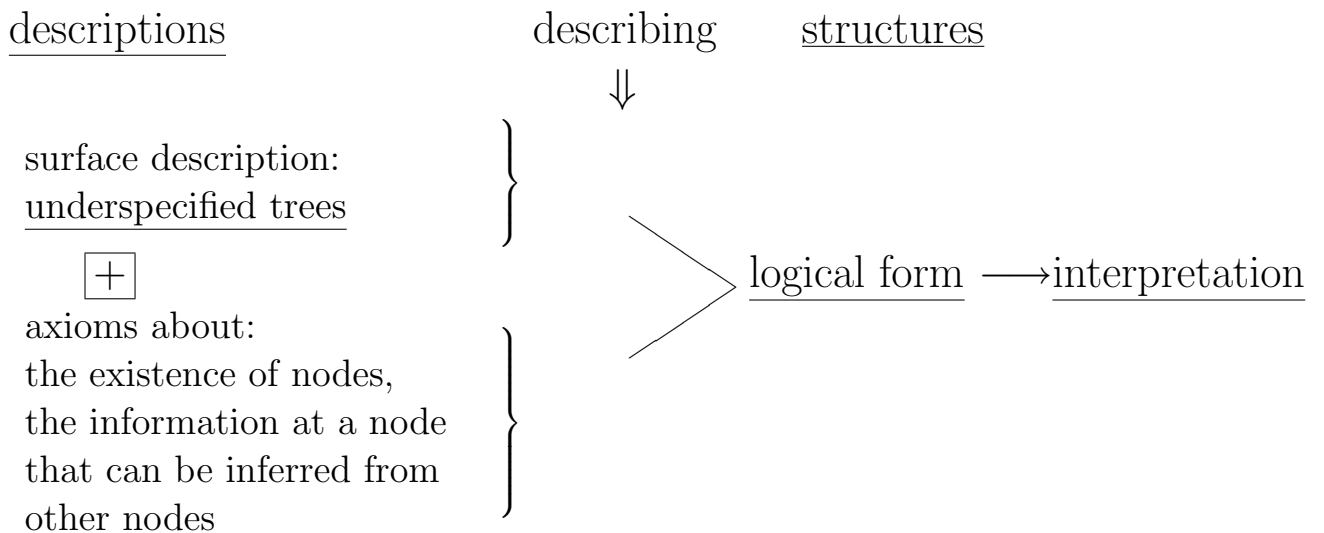 descriptions describing structures
⇓
surface description:
underspecified trees
+
logical form ⟶ interpretation
axioms about:
the existence of nodes,
the information at a node
that can be inferred from
other nodes